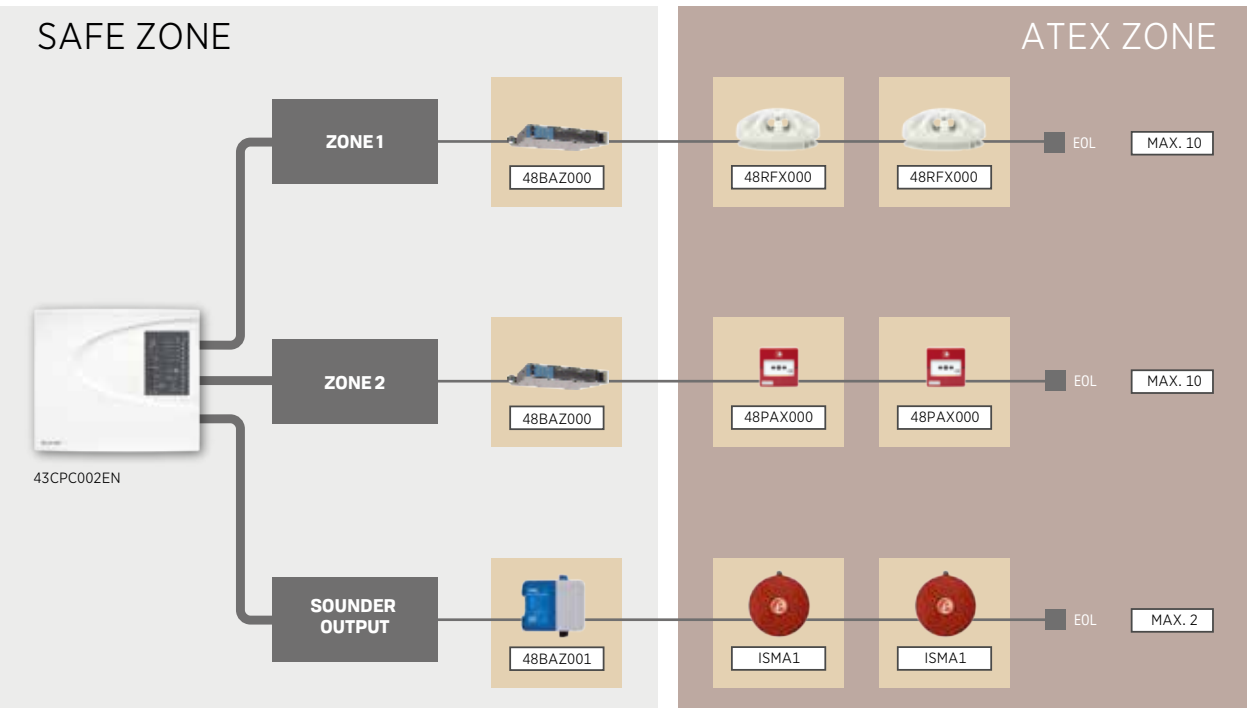 SAFE ZONE
ATEX ZONE
ZONE 1
48BAZ000
48RFX000
48RFX000
EOL
MAX. 10
ZONE 2
48BAZ000
48PAX000
48PAX000
EOL
MAX. 10
43CPC002EN
SOUNDER
OUTPUT
48BAZ001
ISMA1
ISMA1
EOL
MAX. 2